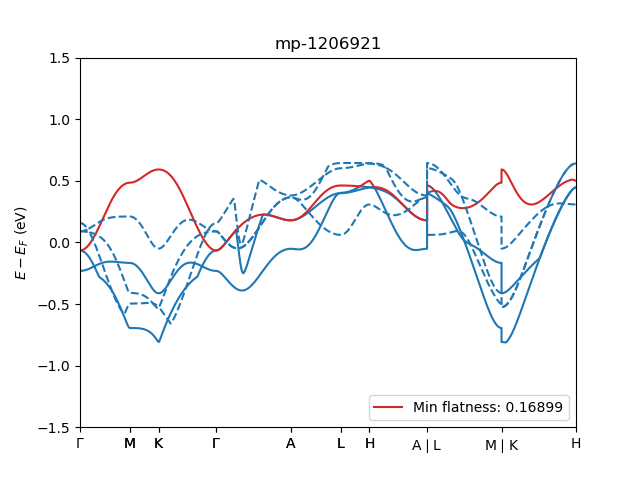 mp-1206921
1.5
1.0
0.5
0.0
−0.5
−1.0
−1.5
E − E_F (eV)
Γ M K Γ A L H A | L M | K H
Min flatness: 0.16899